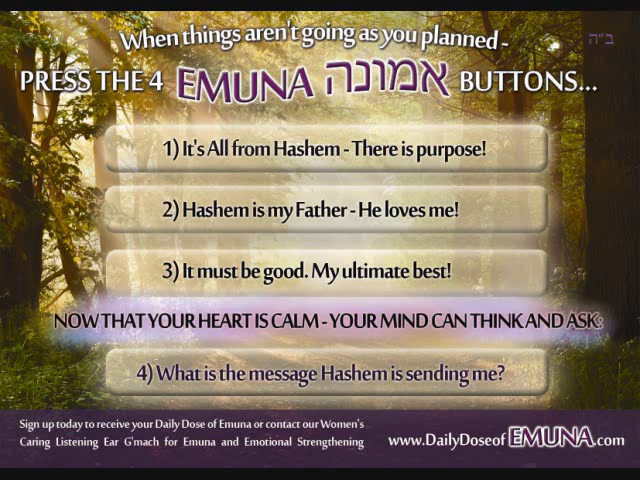 ב"ה
When things aren't going as you planned -
PRESS THE 4 EMUNA אמונה BUTTONS...
1) It's All from Hashem - There is purpose!
2) Hashem is my Father - He loves me!
3) It must be good. My ultimate best!
NOW THAT YOUR HEART IS CALM - YOUR MIND CAN THINK AND ASK:
4) What is the message Hashem is sending me?
Sign up today to receive your Daily Dose of Emuna or contact our Women's
Caring Listening Ear G'mach for Emuna and Emotional Strengthening
www.DailyDoseofEMUNA.com